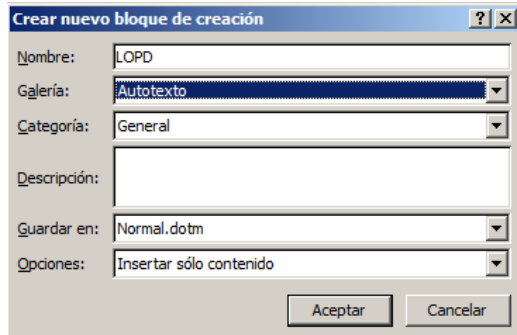 Crear nuevo bloque de creación
Nombre: LOPD
Galería: Autotexto
Categoría: General
Descripción:
Guardar en: Normal.dotm
Opciones: Insertar sólo contenido
Aceptar Cancelar